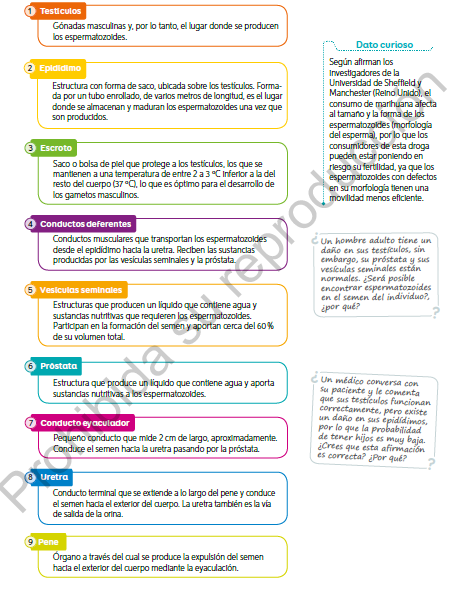 1 Testículos
Gónadas masculinas y, por lo tanto, el lugar donde se producen
los espermatozoides.
2 Epidídimo
Estructura con forma de saco, ubicada sobre los testículos. Forma-
da por un tubo enrollado, de varios metros de longitud, es el lugar
donde se almacenan y maduran los espermatozoides una vez que
son producidos.
3 Escroto
Saco o bolsa de piel que protege a los testículos, los que se
mantienen a una temperatura de entre 2 a 3 ºC inferior a la del
resto del cuerpo (37 ºC), lo que es óptimo para el desarrollo de
los gametos masculinos.
4 Conductos deferentes
Conductos musculares que transportan los espermatozoides
desde el epidídimo hacia la uretra. Reciben las sustancias
producidas por las vesículas seminales y la próstata.
5 Vesículas seminales
Estructuras que producen un líquido que contiene agua y
sustancias nutritivas que requieren los espermatozoides.
Participan en la formación del semen y aportan cerca del 60 %
de su volumen total.
6 Próstata
Estructura que produce un líquido que contiene agua y aporta
sustancias nutritivas a los espermatozoides.
7 Conducto eyaculador
Pequeño conducto que mide 2 cm de largo, aproximadamente.
Conduce el semen hacia la uretra pasando por la próstata.
8 Uretra
Conducto terminal que se extiende a lo largo del pene y conduce
el semen hacia el exterior del cuerpo. La uretra también es la vía
de salida de la orina.
9 Pene
Órgano a través del cual se produce la expulsión del semen
hacia el exterior del cuerpo mediante la eyaculación.
Dato curioso
Según afirman los
investigadores de la
Universidad de Sheffield y
Manchester (Reino Unido), el
consumo de marihuana afecta
al tamaño y la forma de los
espermatozoides (morfología
del esperma), por lo que los
consumidores de esta droga
pueden estar poniendo en
riesgo su fertilidad, ya que los
espermatozoides con defectos
en su morfología tienen una
movilidad menos eficiente.
¿
Un hombre adulto tiene un
daño en sus testículos, sin
embargo, su próstata y sus
vesículas seminales están
normales. ¿Será posible
encontrar espermatozoides
en el semen del individuo?,
¿por qué?
?
¿
Un médico conversa con
su paciente y le comenta
que sus testículos funcionan
correctamente, pero existe
un daño en sus epidídimos,
por lo que la probabilidad
de tener hijos es muy baja.
¿Crees que esta afirmación
es correcta? ¿Por qué?
?
Prohibida su reproducción